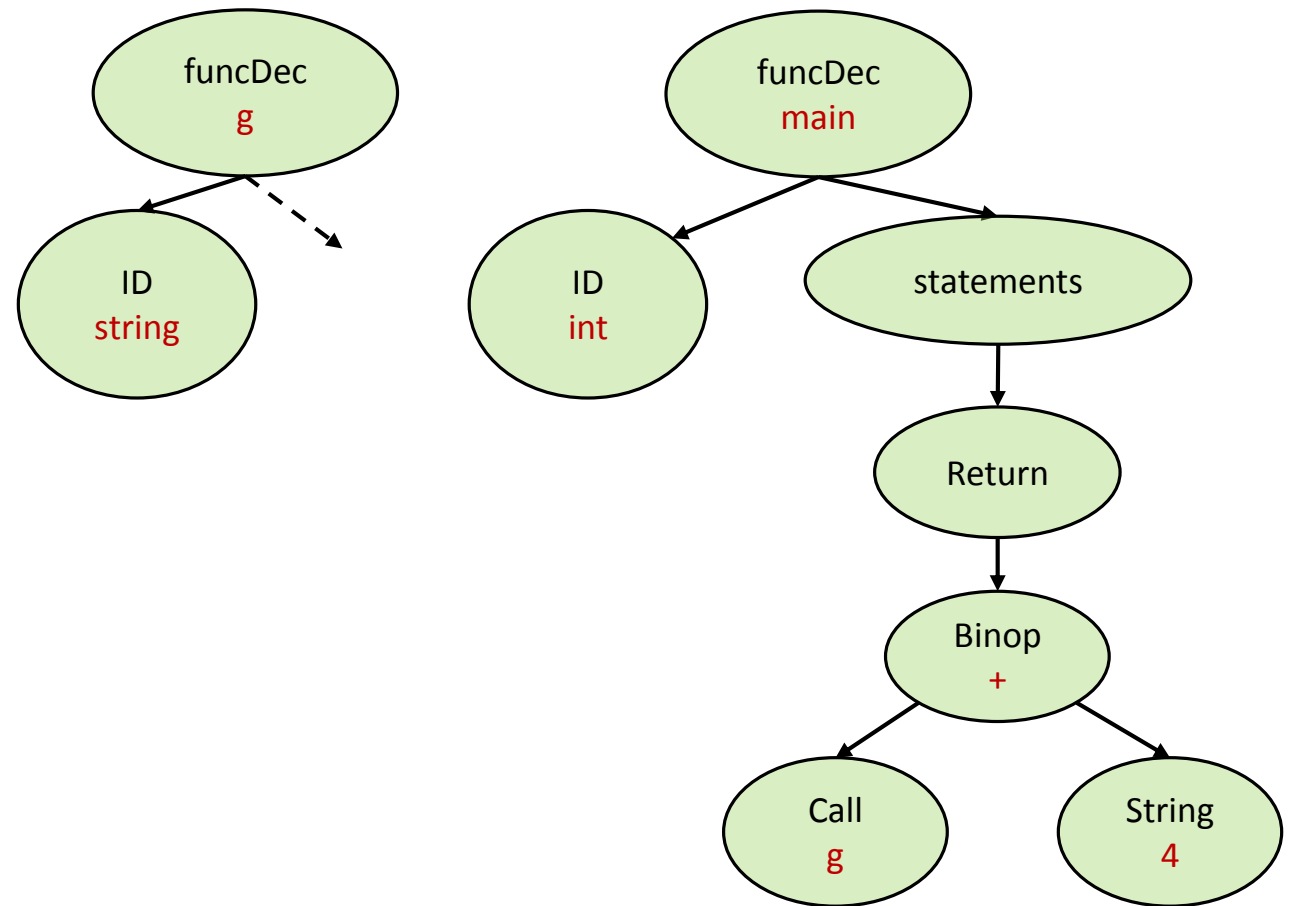 funcDec
g
funcDec
main
ID
string
ID
int
statements
Return
Binop
+
Call
g
String
4